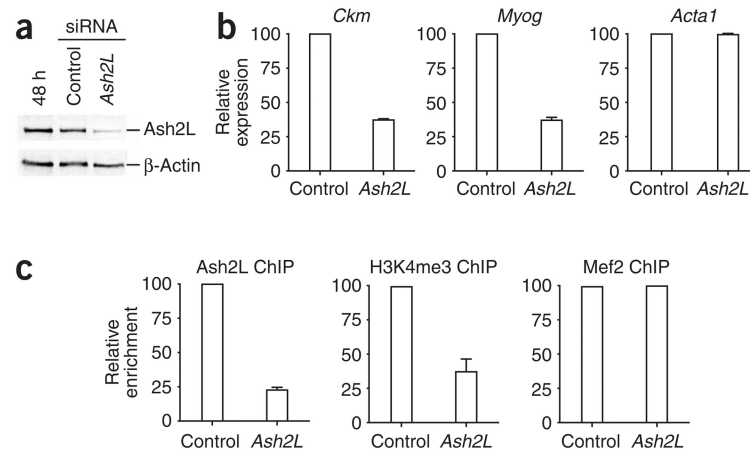 a
siRNA
48 h
Control
Ash2L
Ash2L
β-Actin
b
Ckm
Myog
Acta1
Relative
expression
100
75
50
25
0
Control Ash2L
100
75
50
25
0
Control Ash2L
100
75
50
25
0
Control Ash2L
c
Ash2L ChIP
H3K4me3 ChIP
Mef2 ChIP
Relative
enrichment
100
75
50
25
0
Control Ash2L
100
75
50
25
0
Control Ash2L
100
75
50
25
0
Control Ash2L